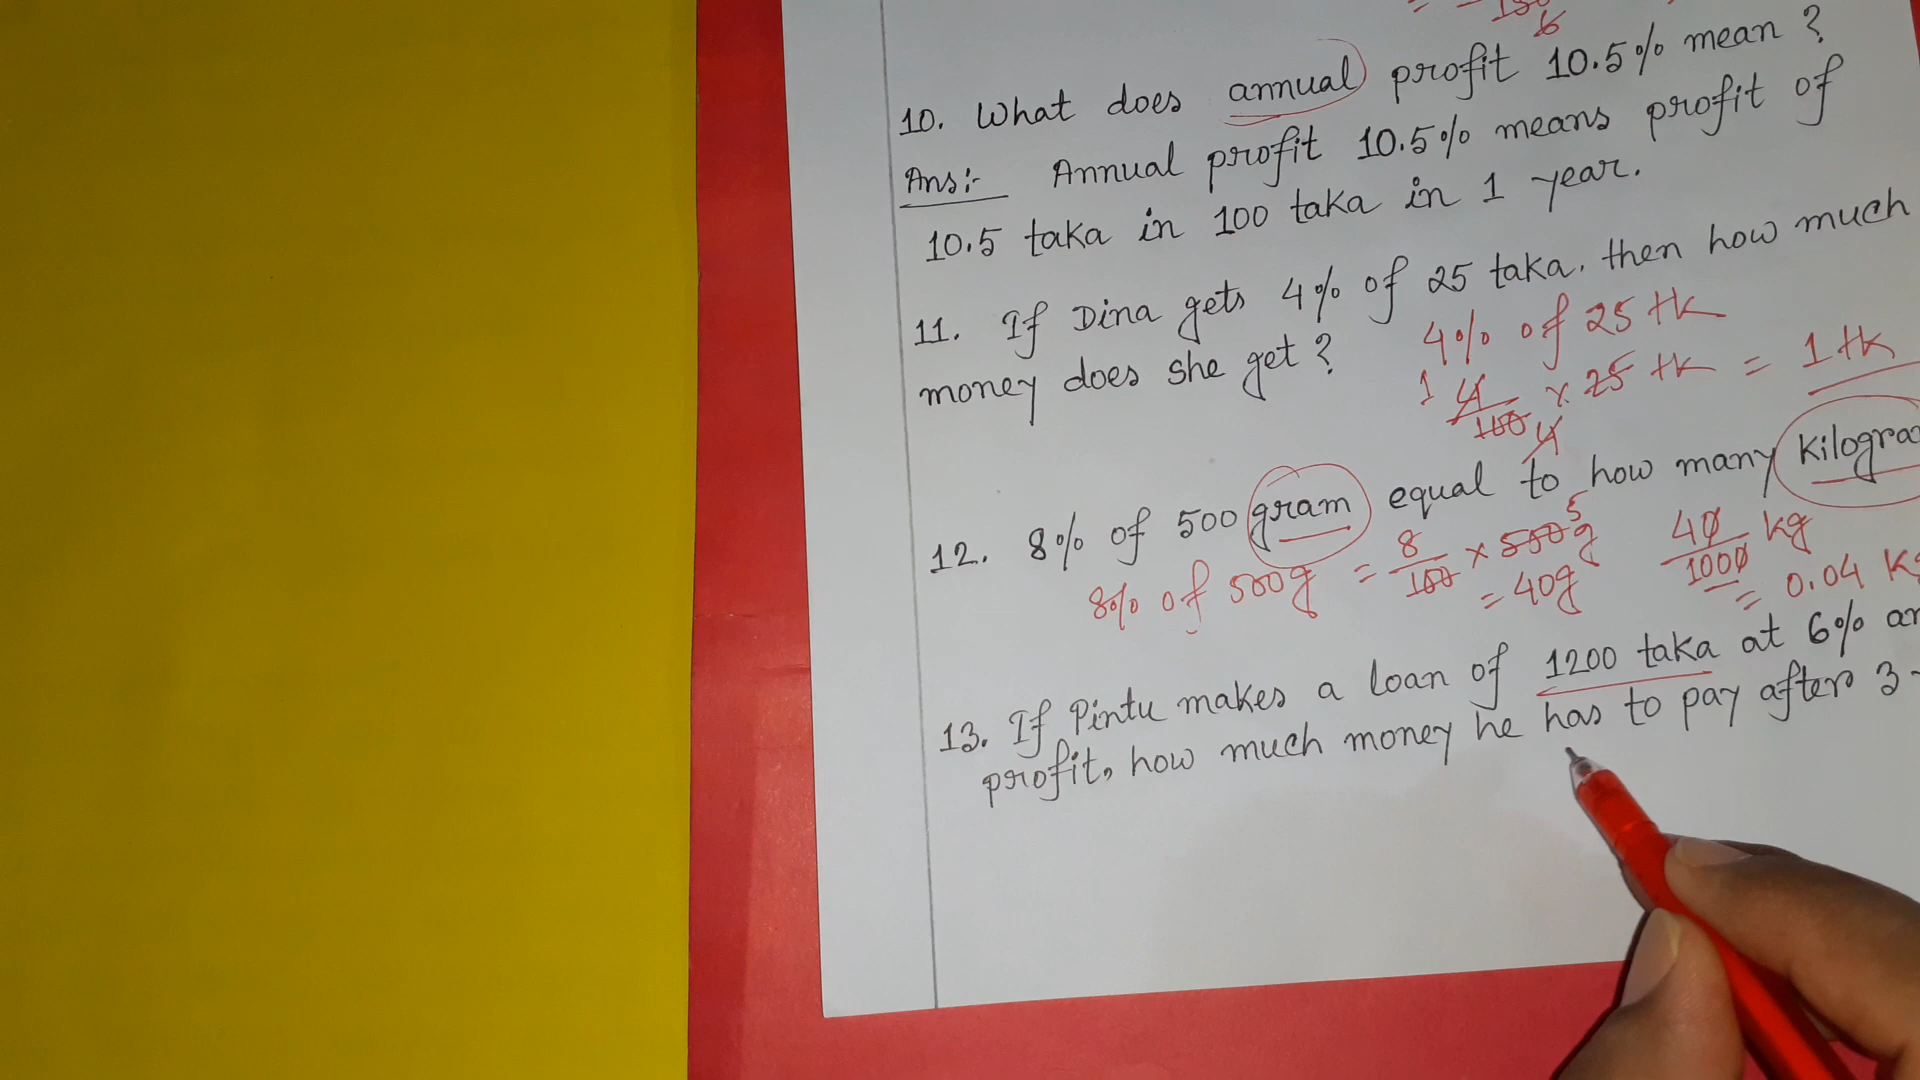 10. What does annual profit 10.5% mean ?
Ans:- Annual profit 10.5% means profit of
10.5 taka in 100 taka in 1 year.
11. If Dina gets 4% of 25 taka. then how much
money does she get ?
4% of 25 tk
1 4/100 4 × 25 tk = 1 tk
12. 8% of 500 gram equal to how many
8% of 500g = 8/100 × 500 5 g
= 40g
40/1000 kg
= 0.04
13. If Pintu makes a loan of 1200 taka at 6%
profit, how much money he has to pay after 3